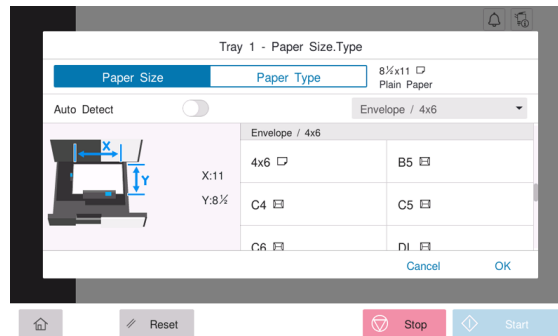 Tray 1 - Paper Size.Type
Paper Size
Paper Type
8½x11
Plain Paper
Auto Detect
Envelope / 4x6
Envelope / 4x6
X
Y
X:11
Y:8½
4x6
B5
C4
C5
C6
DL
Cancel
OK
Reset
Stop
Start